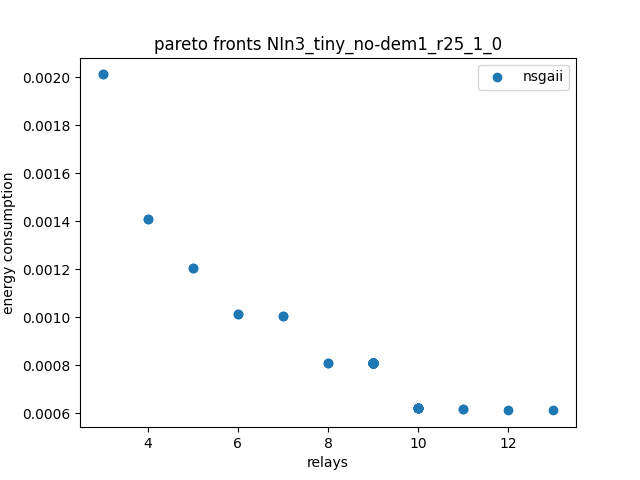 pareto fronts NIn3_tiny_no-dem1_r25_1_0
nsgaii
energy consumption
0.0020
0.0018
0.0016
0.0014
0.0012
0.0010
0.0008
0.0006
4 6 8 10 12
relays